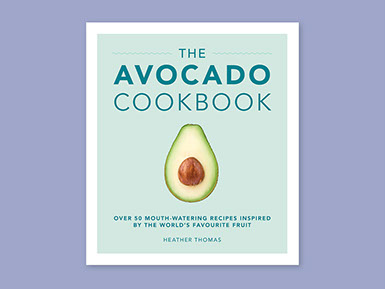 THE
AVOCADO
COOKBOOK
OVER 50 MOUTH-WATERING RECIPES INSPIRED
BY THE WORLD'S FAVOURITE FRUIT
HEATHER THOMAS